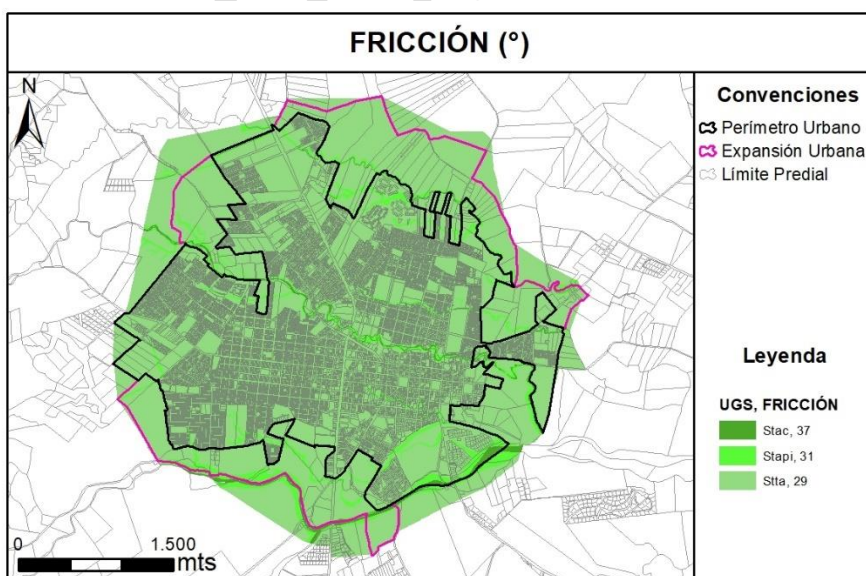 FRICCIÓN (°)
N
Convenciones
Perímetro Urbano
Expansión Urbana
Límite Predial
Leyenda
UGS, FRICCIÓN
Stac, 37
Stapi, 31
Stta, 29
0 1.500
mts